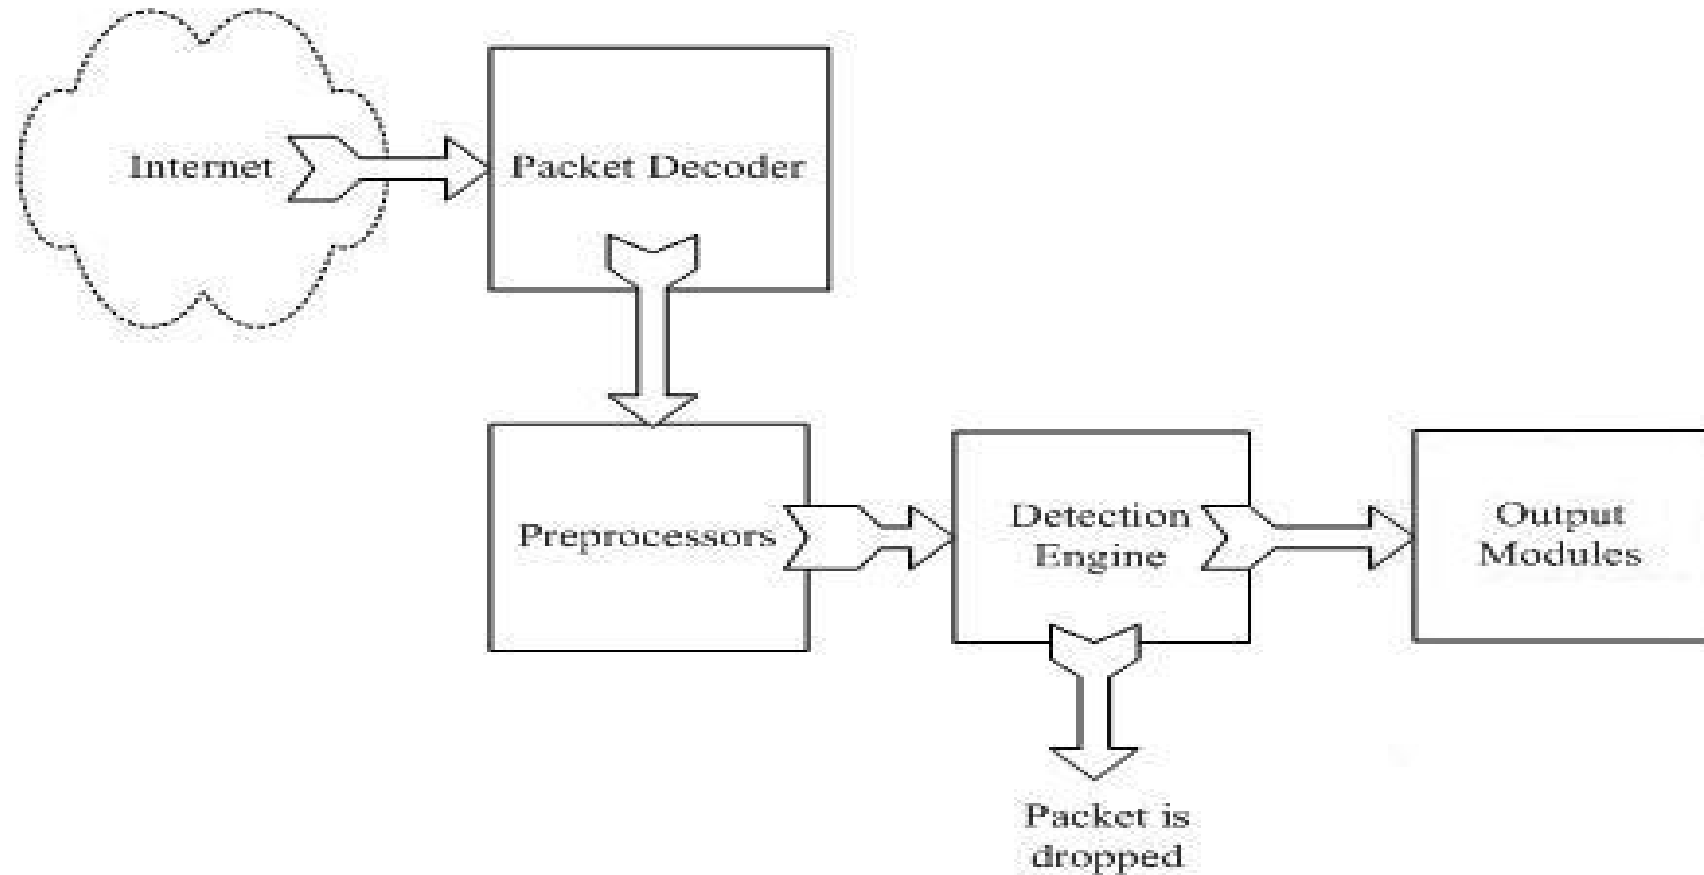 Internet
Packet Decoder
Preprocessors
Detection
Engine
Output
Modules
Packet is
dropped